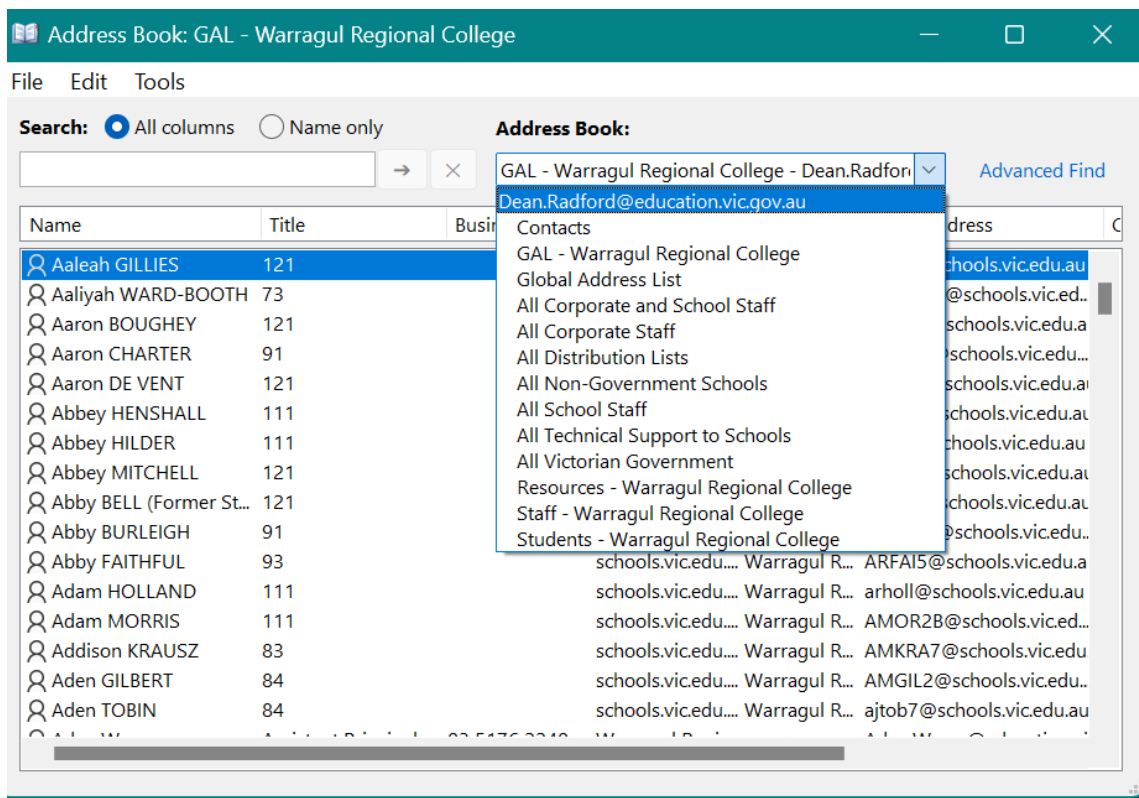 Address Book: GAL - Warragul Regional College
File Edit Tools
Search: All columns Name only Address Book:
GAL - Warragul Regional College - Dean.Radford Advanced Find
Dean.Radford@education.vic.gov.au
Contacts
GAL - Warragul Regional College
Global Address List
All Corporate and School Staff
All Corporate Staff
All Distribution Lists
All Non-Government Schools
All School Staff
All Technical Support to Schools
All Victorian Government
Resources - Warragul Regional College
Staff - Warragul Regional College
Students - Warragul Regional College
Name Title Busin dress C
Aaleah GILLIES 121 chools.vic.edu.au
Aaliyah WARD-BOOTH 73 @schools.vic.ed...
Aaron BOUGHEY 121 schools.vic.edu.a
Aaron CHARTER 91 schools.vic.edu...
Aaron DE VENT 121 schools.vic.edu.au
Abbey HENSHALL 111 schools.vic.edu.au
Abbey HILDER 111 chools.vic.edu.au
Abbey MITCHELL 121 schools.vic.edu.au
Abby BELL (Former St... 121 chools.vic.edu.au
Abby BURLEIGH 91 schools.vic.edu...
Abby FAITHFUL 93 schools.vic.edu.... Warragul R... ARFAI5@schools.vic.edu.a
Adam HOLLAND 111 schools.vic.edu.... Warragul R... arholl@schools.vic.edu.au
Adam MORRIS 111 schools.vic.edu.... Warragul R... AMOR2B@schools.vic.ed...
Addison KRAUSZ 83 schools.vic.edu.... Warragul R... AMKRA7@schools.vic.edu
Aden GILBERT 84 schools.vic.edu.... Warragul R... AMGIL2@schools.vic.edu...
Aden TOBIN 84 schools.vic.edu.... Warragul R... ajtob7@schools.vic.edu.au